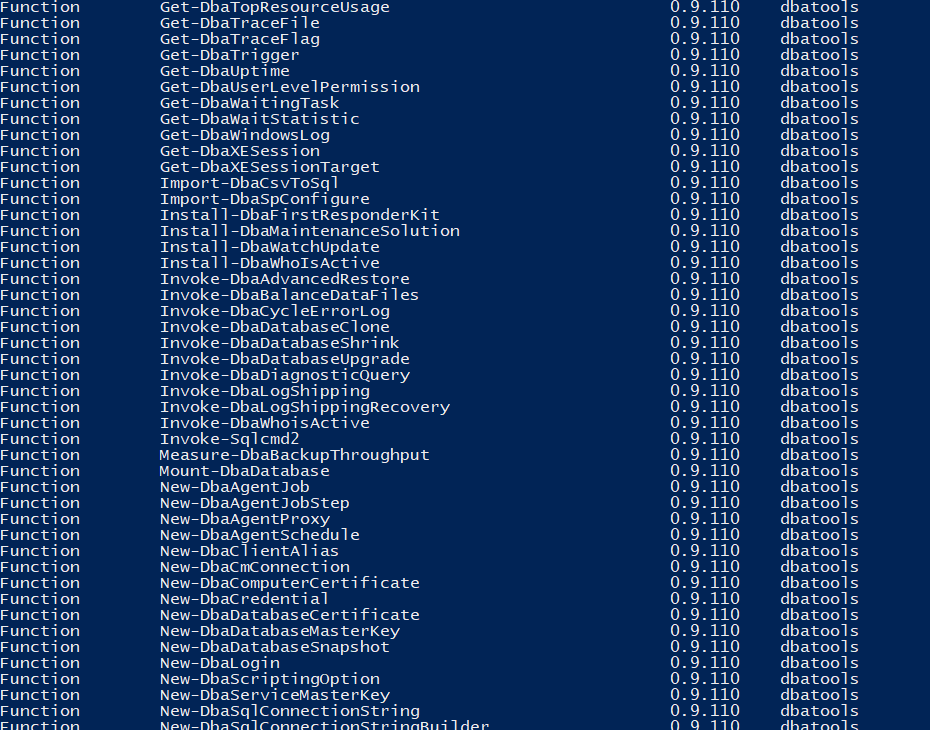 Function Get-DbaTopResourceUsage 0.9.110 dbatools
Function Get-DbaTraceFile 0.9.110 dbatools
Function Get-DbaTraceFlag 0.9.110 dbatools
Function Get-DbaTrigger 0.9.110 dbatools
Function Get-DbaUptime 0.9.110 dbatools
Function Get-DbaUserLevelPermission 0.9.110 dbatools
Function Get-DbaWaitingTask 0.9.110 dbatools
Function Get-DbaWaitStatistic 0.9.110 dbatools
Function Get-DbaWindowsLog 0.9.110 dbatools
Function Get-DbaXESession 0.9.110 dbatools
Function Get-DbaXESessionTarget 0.9.110 dbatools
Function Import-DbaCsvToSql 0.9.110 dbatools
Function Import-DbaSpConfigure 0.9.110 dbatools
Function Install-DbaFirstResponderKit 0.9.110 dbatools
Function Install-DbaMaintenanceSolution 0.9.110 dbatools
Function Install-DbaWatchUpdate 0.9.110 dbatools
Function Install-DbaWhoIsActive 0.9.110 dbatools
Function Invoke-DbaAdvancedRestore 0.9.110 dbatools
Function Invoke-DbaBalanceDataFiles 0.9.110 dbatools
Function Invoke-DbaCycleErrorLog 0.9.110 dbatools
Function Invoke-DbaDatabaseClone 0.9.110 dbatools
Function Invoke-DbaDatabaseShrink 0.9.110 dbatools
Function Invoke-DbaDatabaseUpgrade 0.9.110 dbatools
Function Invoke-DbaDiagnosticQuery 0.9.110 dbatools
Function Invoke-DbaLogShipping 0.9.110 dbatools
Function Invoke-DbaLogShippingRecovery 0.9.110 dbatools
Function Invoke-DbaWhoisActive 0.9.110 dbatools
Function Invoke-Sqlcmd2 0.9.110 dbatools
Function Measure-DbaBackupThroughput 0.9.110 dbatools
Function Mount-DbaDatabase 0.9.110 dbatools
Function New-DbaAgentJob 0.9.110 dbatools
Function New-DbaAgentJobStep 0.9.110 dbatools
Function New-DbaAgentProxy 0.9.110 dbatools
Function New-DbaAgentSchedule 0.9.110 dbatools
Function New-DbaClientAlias 0.9.110 dbatools
Function New-DbaCmConnection 0.9.110 dbatools
Function New-DbaComputerCertificate 0.9.110 dbatools
Function New-DbaCredential 0.9.110 dbatools
Function New-DbaDatabaseCertificate 0.9.110 dbatools
Function New-DbaDatabaseMasterKey 0.9.110 dbatools
Function New-DbaDatabaseSnapshot 0.9.110 dbatools
Function New-DbaLogin 0.9.110 dbatools
Function New-DbaScriptingOption 0.9.110 dbatools
Function New-DbaServiceMasterKey 0.9.110 dbatools
Function New-DbaSqlConnectionString 0.9.110 dbatools
Function New-DbaSqlConnectionStringBuilder 0.9.110 dbatools